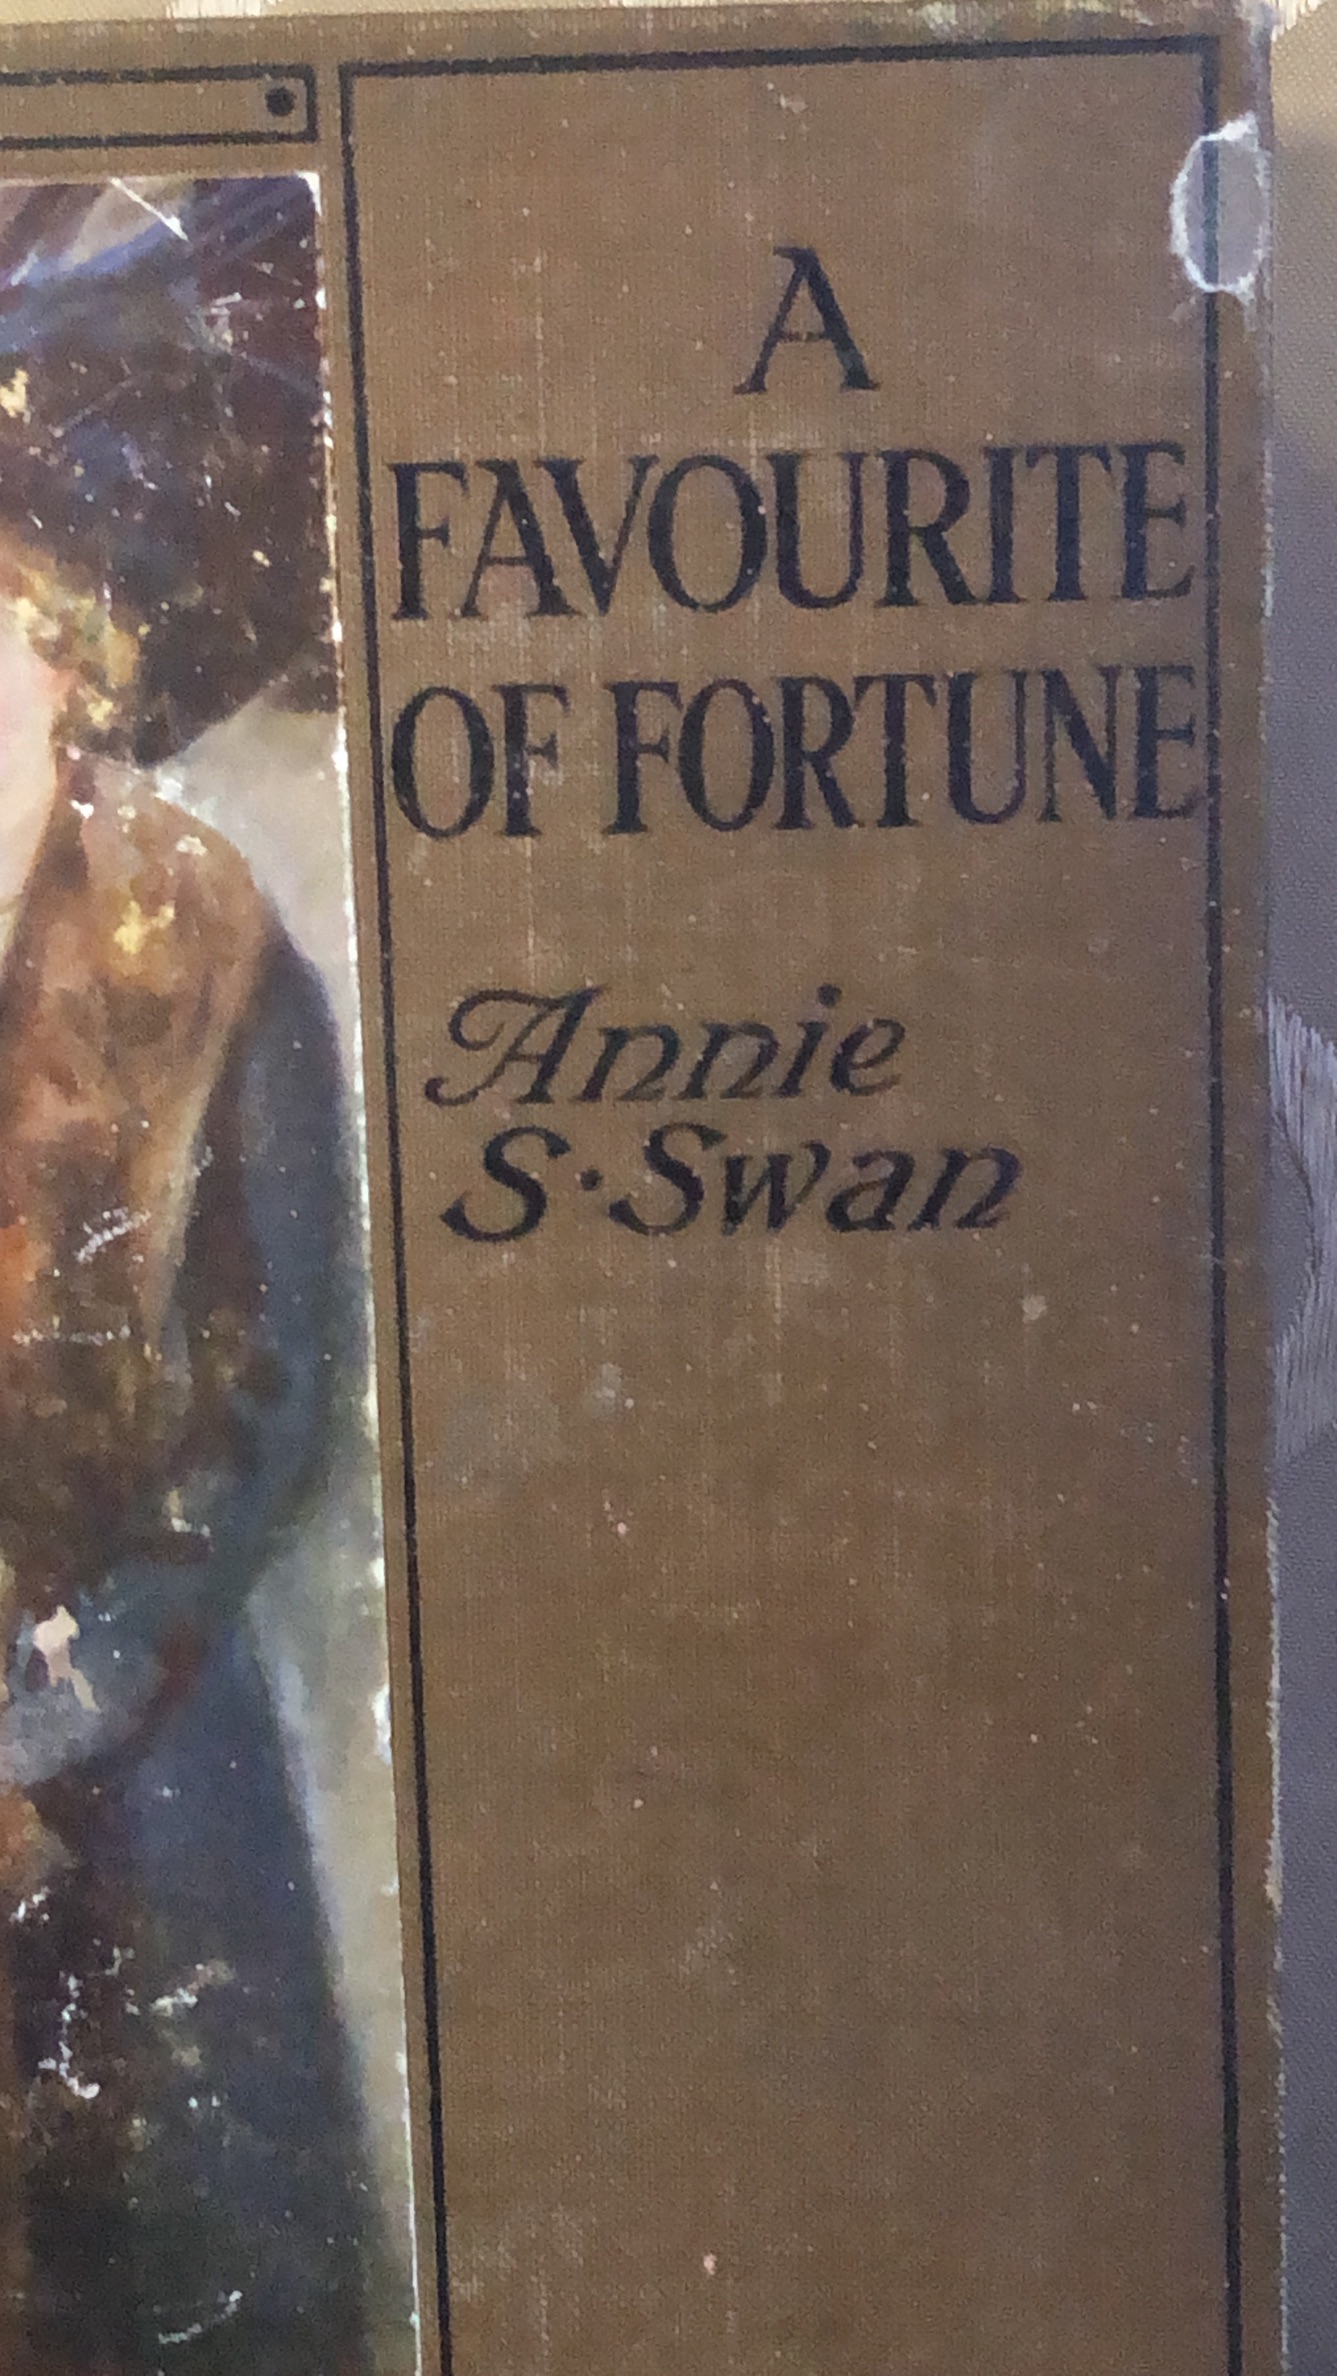 A
FAVOURITE
OF FORTUNE
Annie
S·Swan